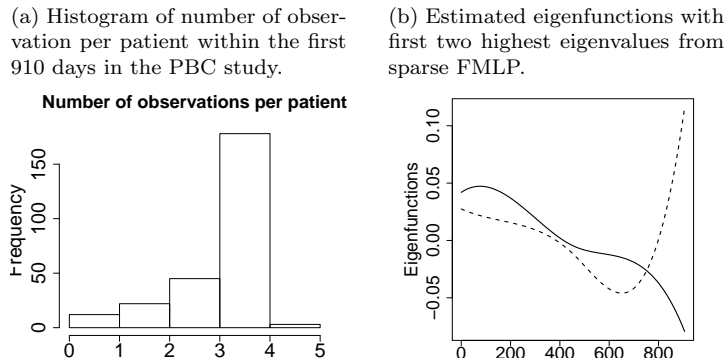 (a) Histogram of number of obser-
vation per patient within the first
910 days in the PBC study.
(b) Estimated eigenfunctions with
first two highest eigenvalues from
sparse FMLP.
Number of observations per patient
Frequency
0 50 100 150
0 1 2 3 4 5
Eigenfunctions
−0.05 0.00 0.05 0.10
0 200 400 600 800